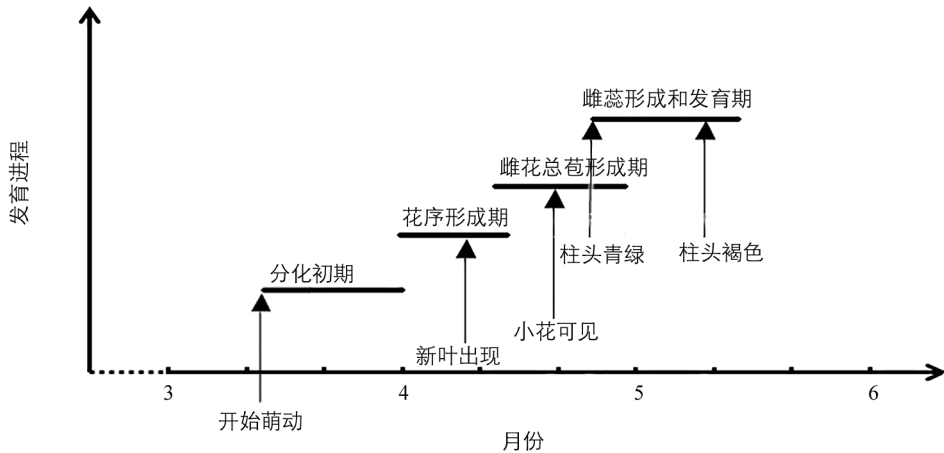 雌蕊形成和发育期
雌花总苞形成期
花序形成期
分化初期
发育进程
柱头青绿
柱头褐色
小花可见
新叶出现
3
4
5
6
开始萌动
月份